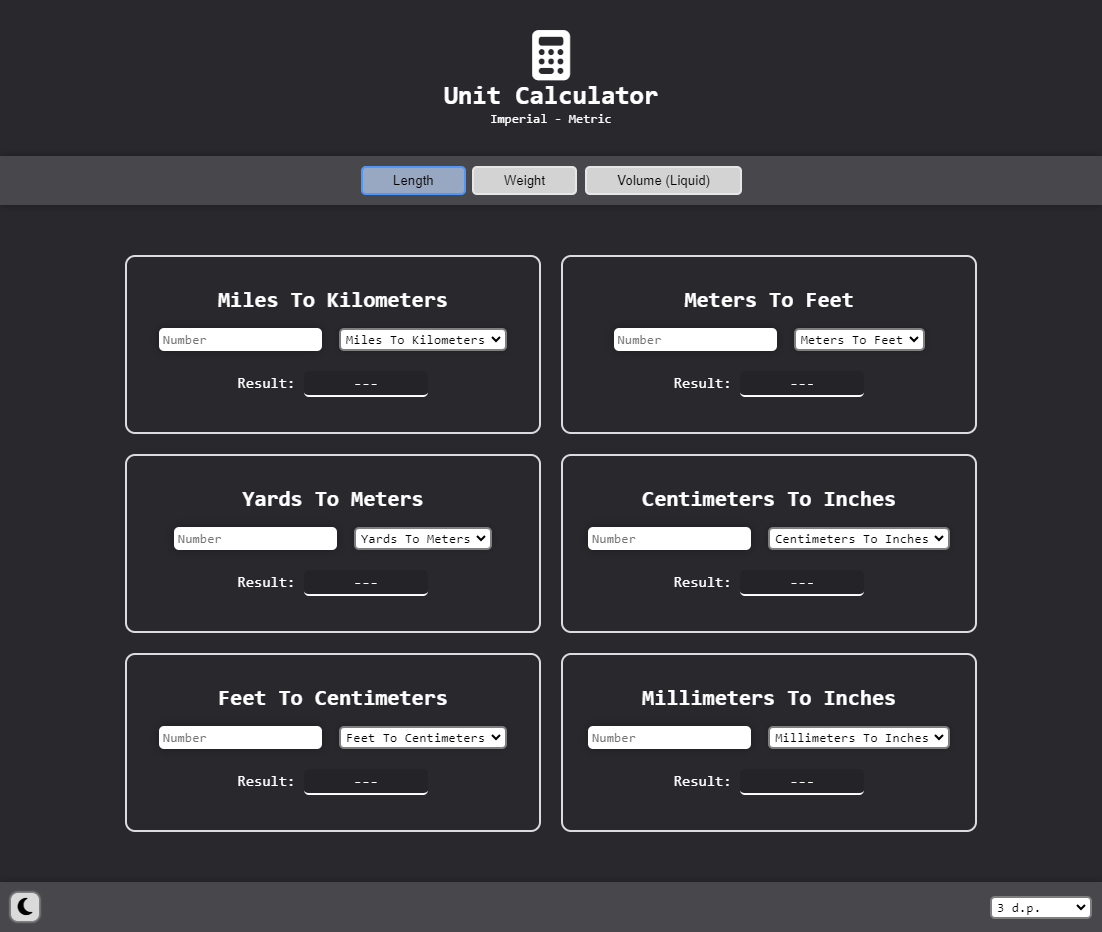 Unit Calculator
Imperial - Metric
Length
Weight
Volume (Liquid)
Miles To Kilometers
Number
Miles To Kilometers
Result:
---
Meters To Feet
Number
Meters To Feet
Result:
---
Yards To Meters
Number
Yards To Meters
Result:
---
Centimeters To Inches
Number
Centimeters To Inches
Result:
---
Feet To Centimeters
Number
Feet To Centimeters
Result:
---
Millimeters To Inches
Number
Millimeters To Inches
Result:
---
3 d.p.